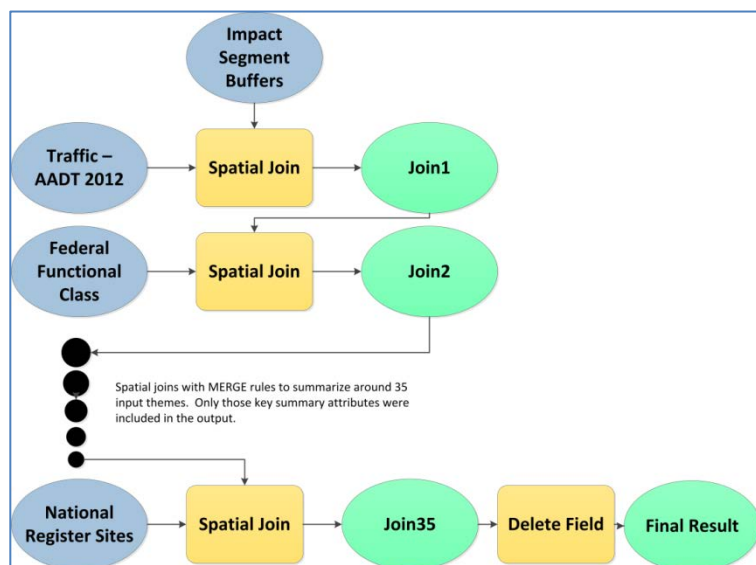 Impact
Segment
Buffers
Traffic –
AADT 2012
Spatial Join
Join1
Federal
Functional
Class
Spatial Join
Join2
Spatial joins with MERGE rules to summarize around 35
input themes.  Only those key summary attributes were
included in the output.
National
Register Sites
Spatial Join
Join35
Delete Field
Final Result